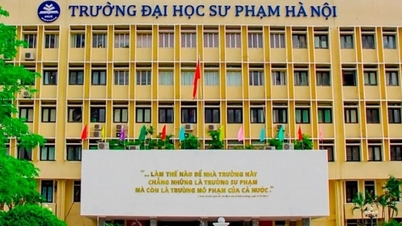 TRƯỜNG ĐẠI HỌC SƯ PHẠM HÀ NỘI
"... LÀM THẾ NÀO ĐỂ NHÀ TRƯỜNG NÀY
CHẲNG NHỮNG LÀ TRƯỜNG SƯ PHẠM
MÀ CÒN LÀ TRƯỜNG MÔ PHẠM CỦA CẢ NƯỚC."